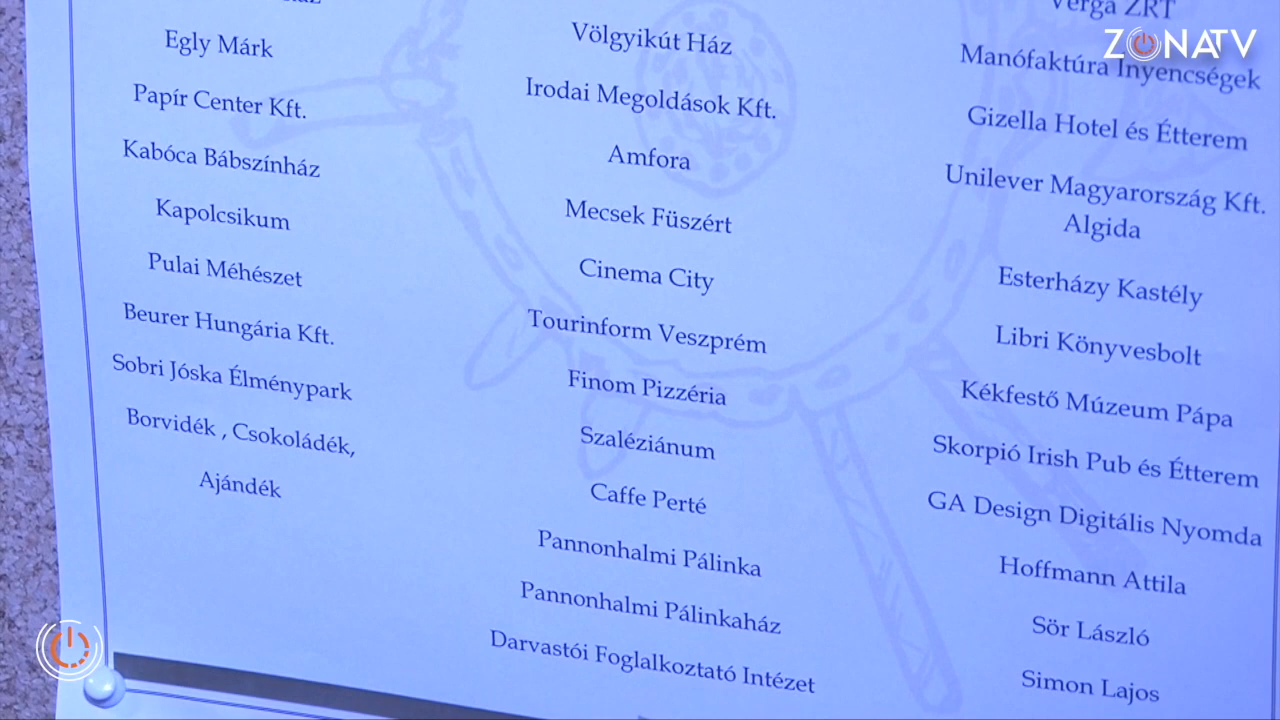 Egly Márk
Papír Center Kft.
Kabóca Bábszínház
Kapolcsikum
Pulai Méhészet
Beurer Hungária Kft.
Sobri Jóska Élménypark
Borvidék , Csokoládék,
Ajándék
Völgyikút Ház
Irodai Megoldások Kft.
Amfora
Mecsek Füszért
Cinema City
Tourinform Veszprém
Finom Pizzéria
Szaléziánum
Caffe Perté
Pannonhalmi Pálinka
Pannonhalmi Pálinkaház
Darvastói Foglalkoztató Intézet
Verga ZRT
ZONATV
Manófaktúra Inyencségek
Gizella Hotel és Étterem
Unilever Magyarország Kft.
Algida
Esterházy Kastély
Libri Könyvesbolt
Kékfestő Múzeum Pápa
Skorpió Irish Pub és Étterem
GA Design Digitális Nyomda
Hoffmann Attila
Sör László
Simon Lajos